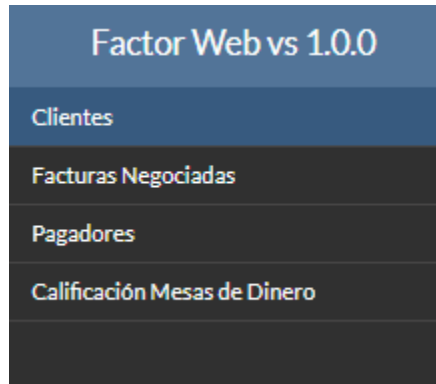 Factor Web vs 1.0.0
Clientes
Facturas Negociadas
Pagadores
Calificación Mesas de Dinero